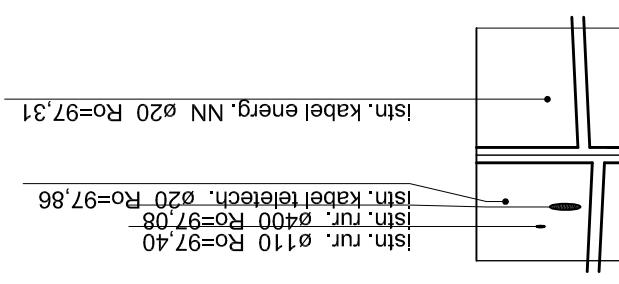 istn. rur. ø110 Ro=97,40
istn. rur. ø400 Ro=97,08
istn. kabel teletech. ø20 Ro=97,86
istn. kabel energ. NN ø20 Ro=97,31